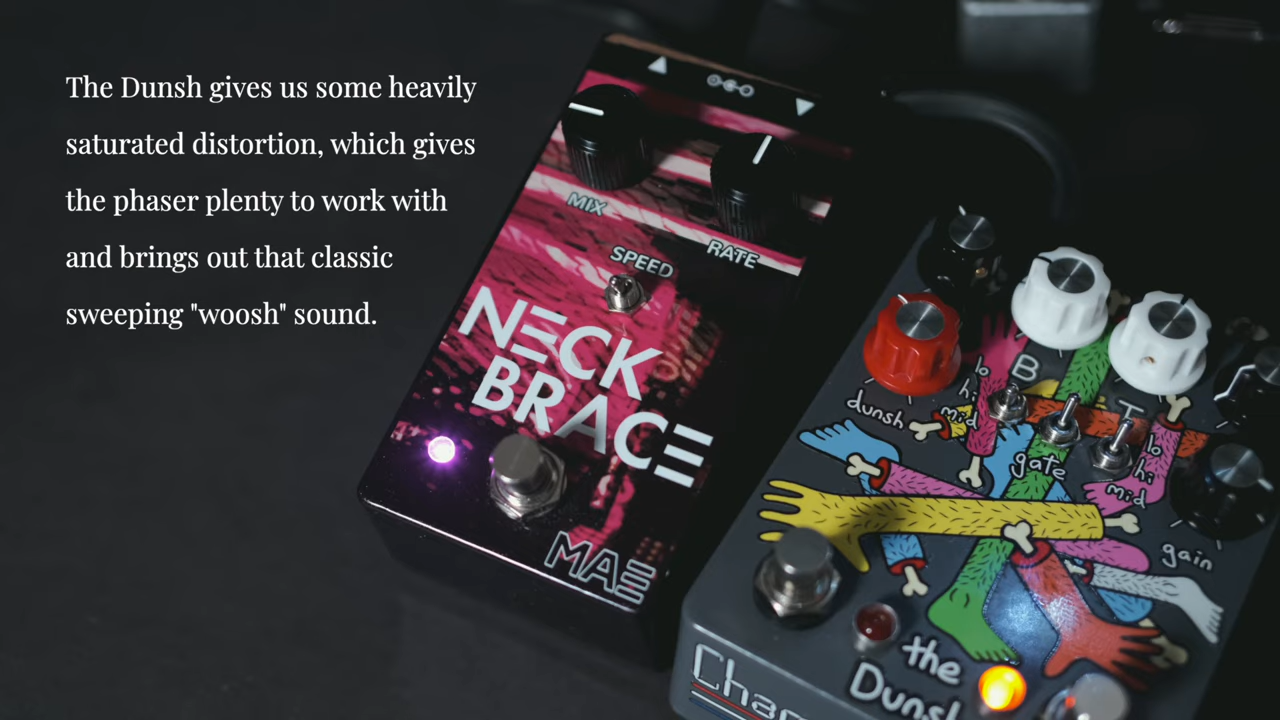 The Dunsh gives us some heavily
saturated distortion, which gives
the phaser plenty to work with
and brings out that classic
sweeping "woosh" sound.
MIX
RATE
SPEED
NECK
BRACE
MAE
B
T
lo
hi
mid
dunsh
gate
lo
hi
mid
gain
the
Dunsh